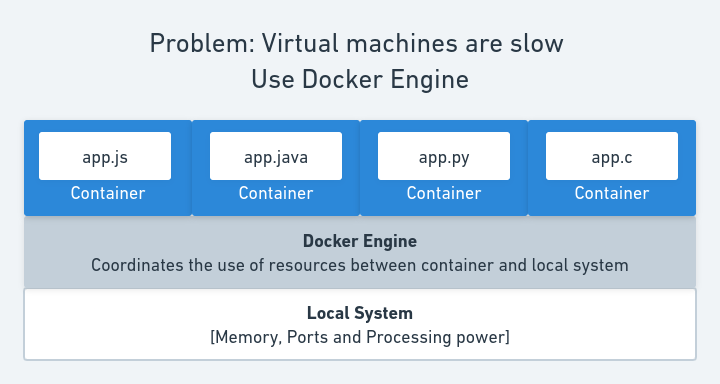 Problem: Virtual machines are slow
Use Docker Engine
app.js
Container
app.java
Container
app.py
Container
app.c
Container
Docker Engine
Coordinates the use of resources between container and local system
Local System
[Memory, Ports and Processing power]